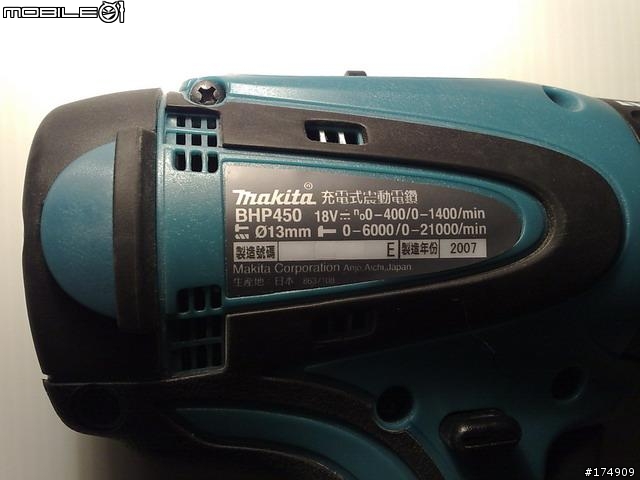 MOBILE01
makita® 充電式震動電鑽
BHP450 18V⎓ n₀0-400/0-1400/min
Ø13mm 0-6000/0-21000/min
製造號碼 E 製造年份 2007
Makita Corporation Anjo, Aichi, Japan
生産地：日本
#174909